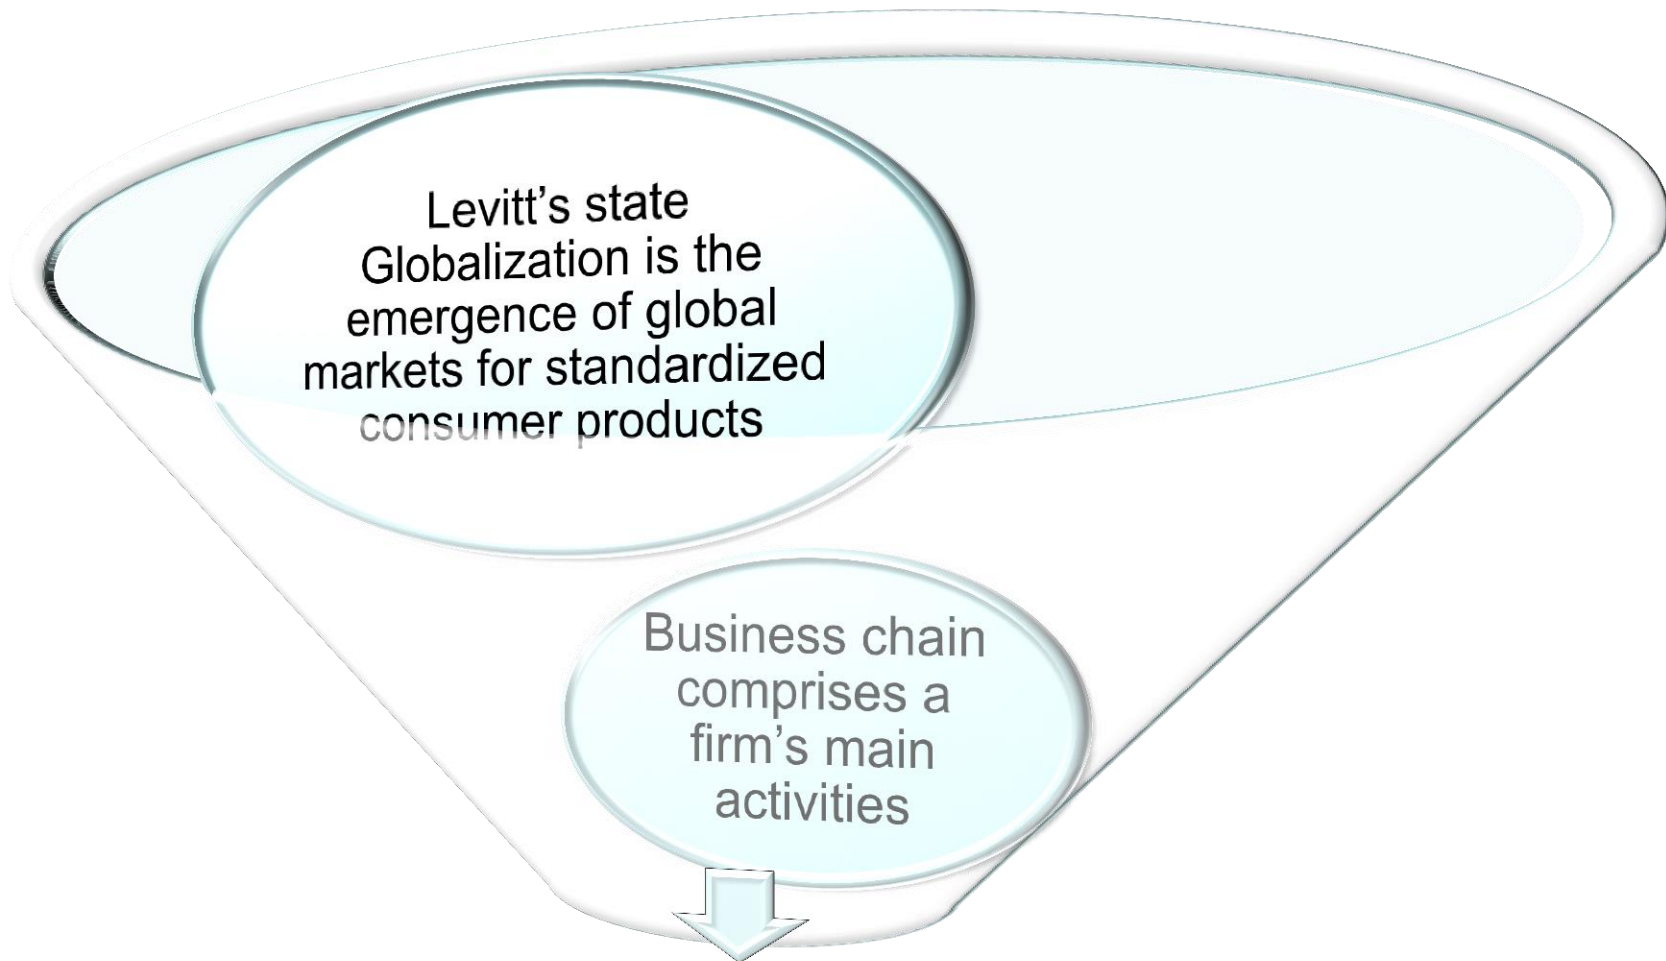 Levitt’s state
Globalization is the
emergence of global
markets for standardized
consumer products
Business chain
comprises a
firm’s main
activities